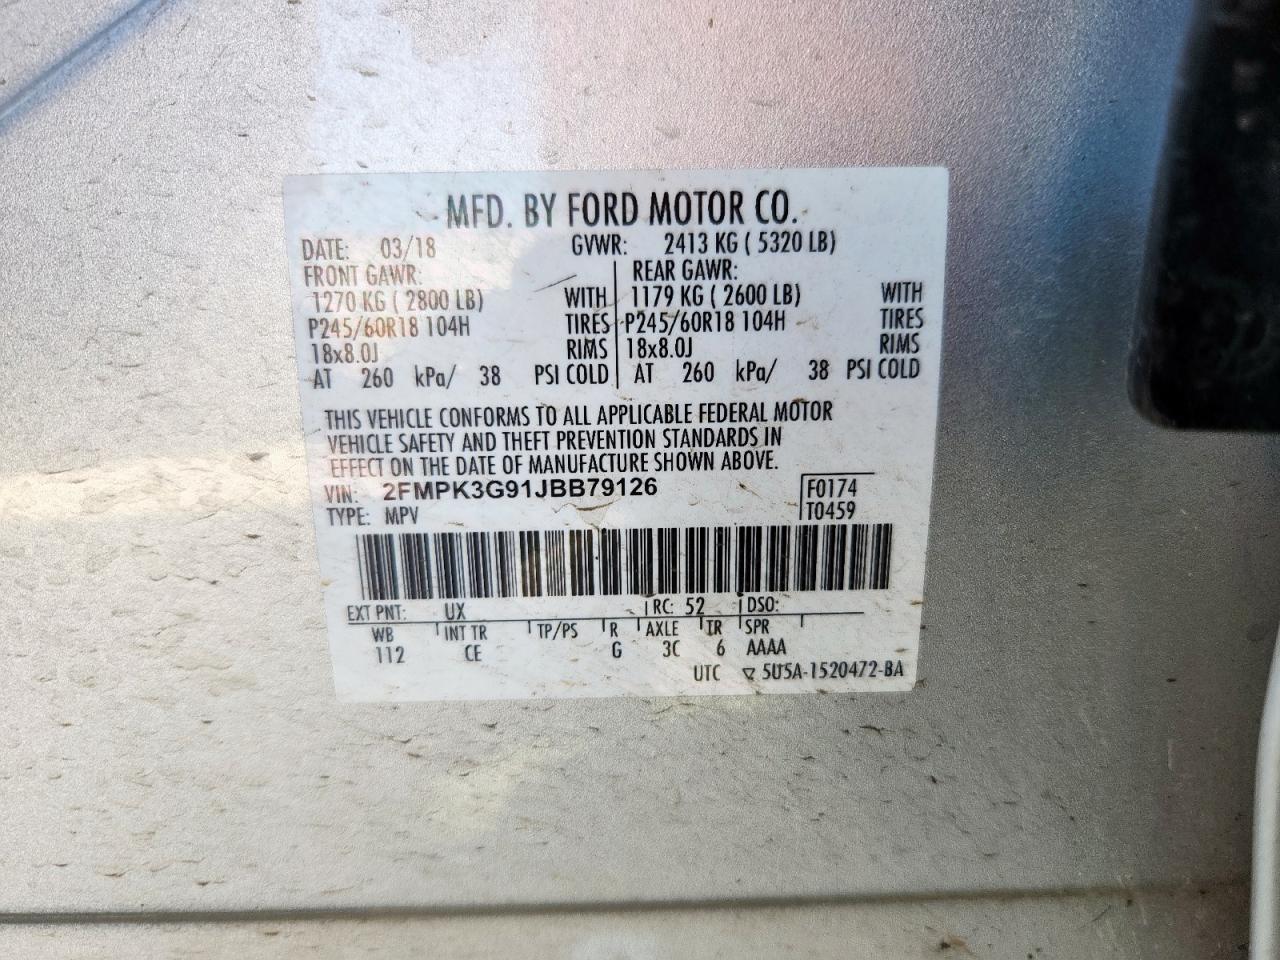 MFD. BY FORD MOTOR CO.
DATE: 03/18 GVWR: 2413 KG ( 5320 LB)
FRONT GAWR: REAR GAWR:
1270 KG ( 2800 LB) WITH 1179 KG ( 2600 LB) WITH
P245/60R18 104H TIRES P245/60R18 104H TIRES
18x8.0J RIMS 18x8.0J RIMS
AT 260 kPa/ 38 PSI COLD AT 260 kPa/ 38 PSI COLD
THIS VEHICLE CONFORMS TO ALL APPLICABLE FEDERAL MOTOR
VEHICLE SAFETY AND THEFT PREVENTION STANDARDS IN
EFFECT ON THE DATE OF MANUFACTURE SHOWN ABOVE.
VIN: 2FMPK3G91JBB79126 F0174
TYPE: MPV T0459
EXT PNT: UX RC: 52 DSO:
WB INT TR TP/PS R AXLE TR SPR
112 CE G 3C 6 AAAA
UTC 5U5A-1520472-BA